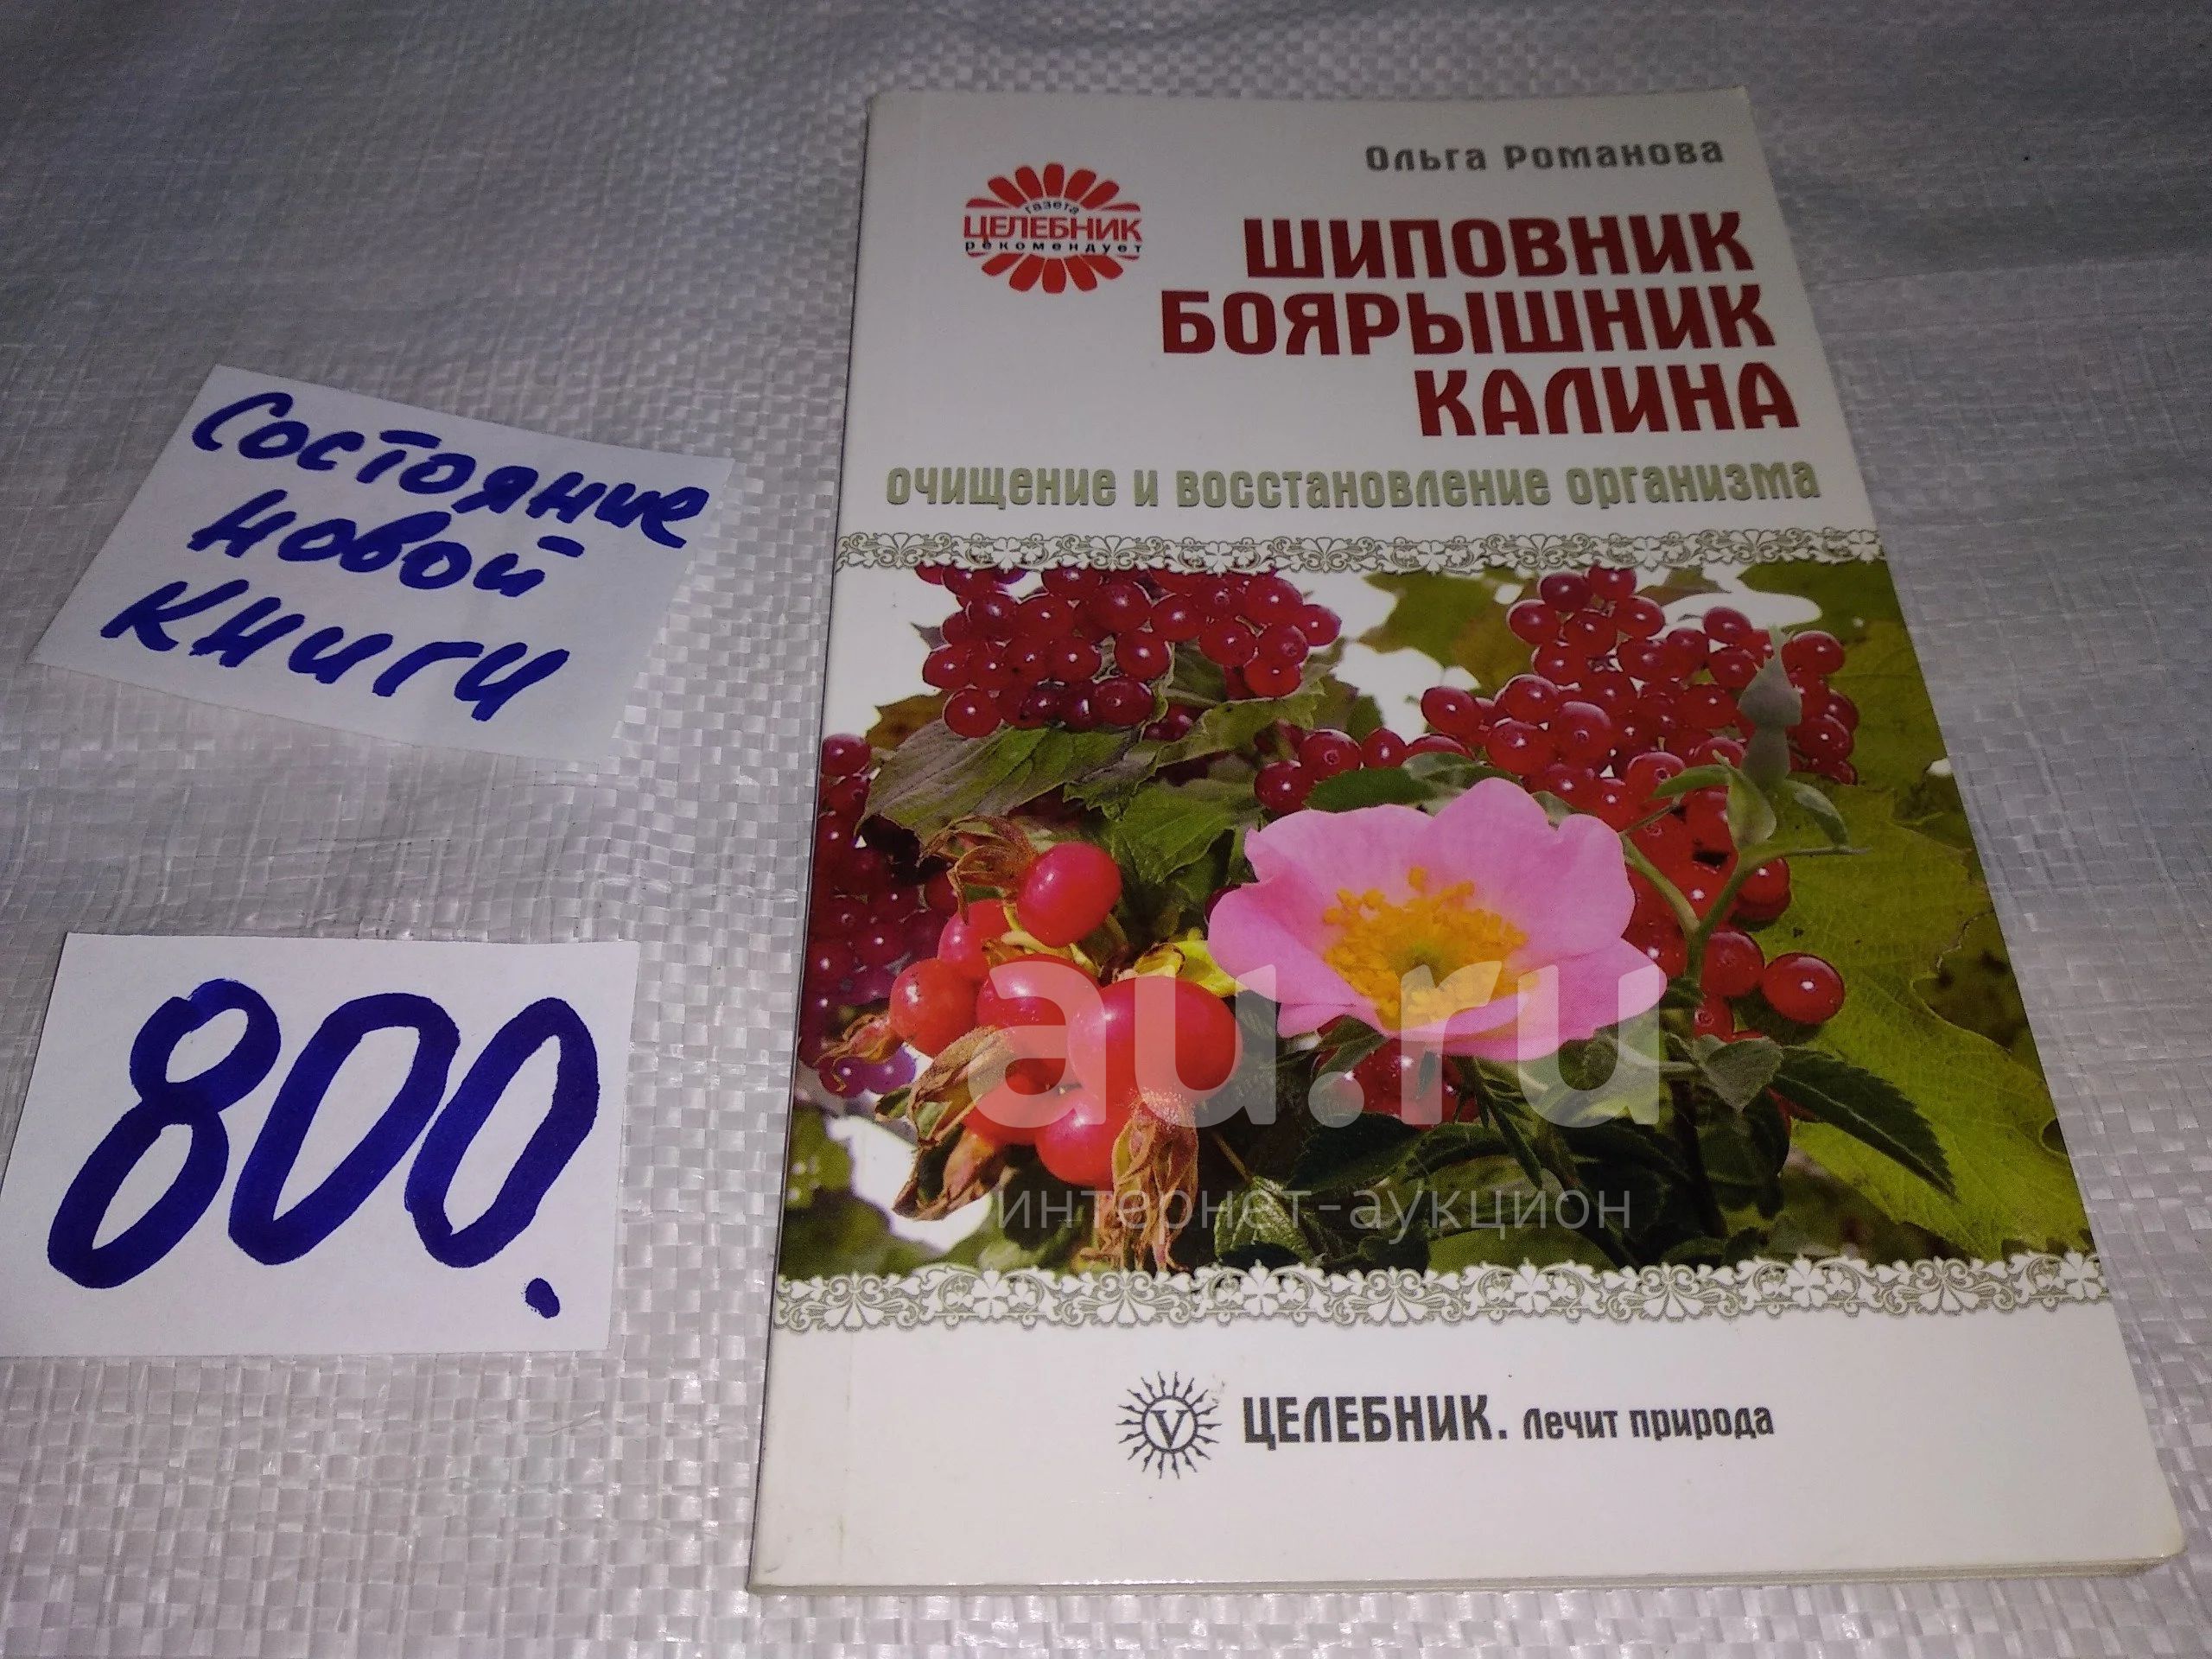 Состояние
новой
книги
800.
Ольга Романова
газета
ЦЕЛЕБНИК
рекомендует
ШИПОВНИК
БОЯРЫШНИК
КАЛИНА
очищение и восстановление организма
au.ru
интернет-аукцион
V
ЦЕЛЕБНИК. Лечит природа